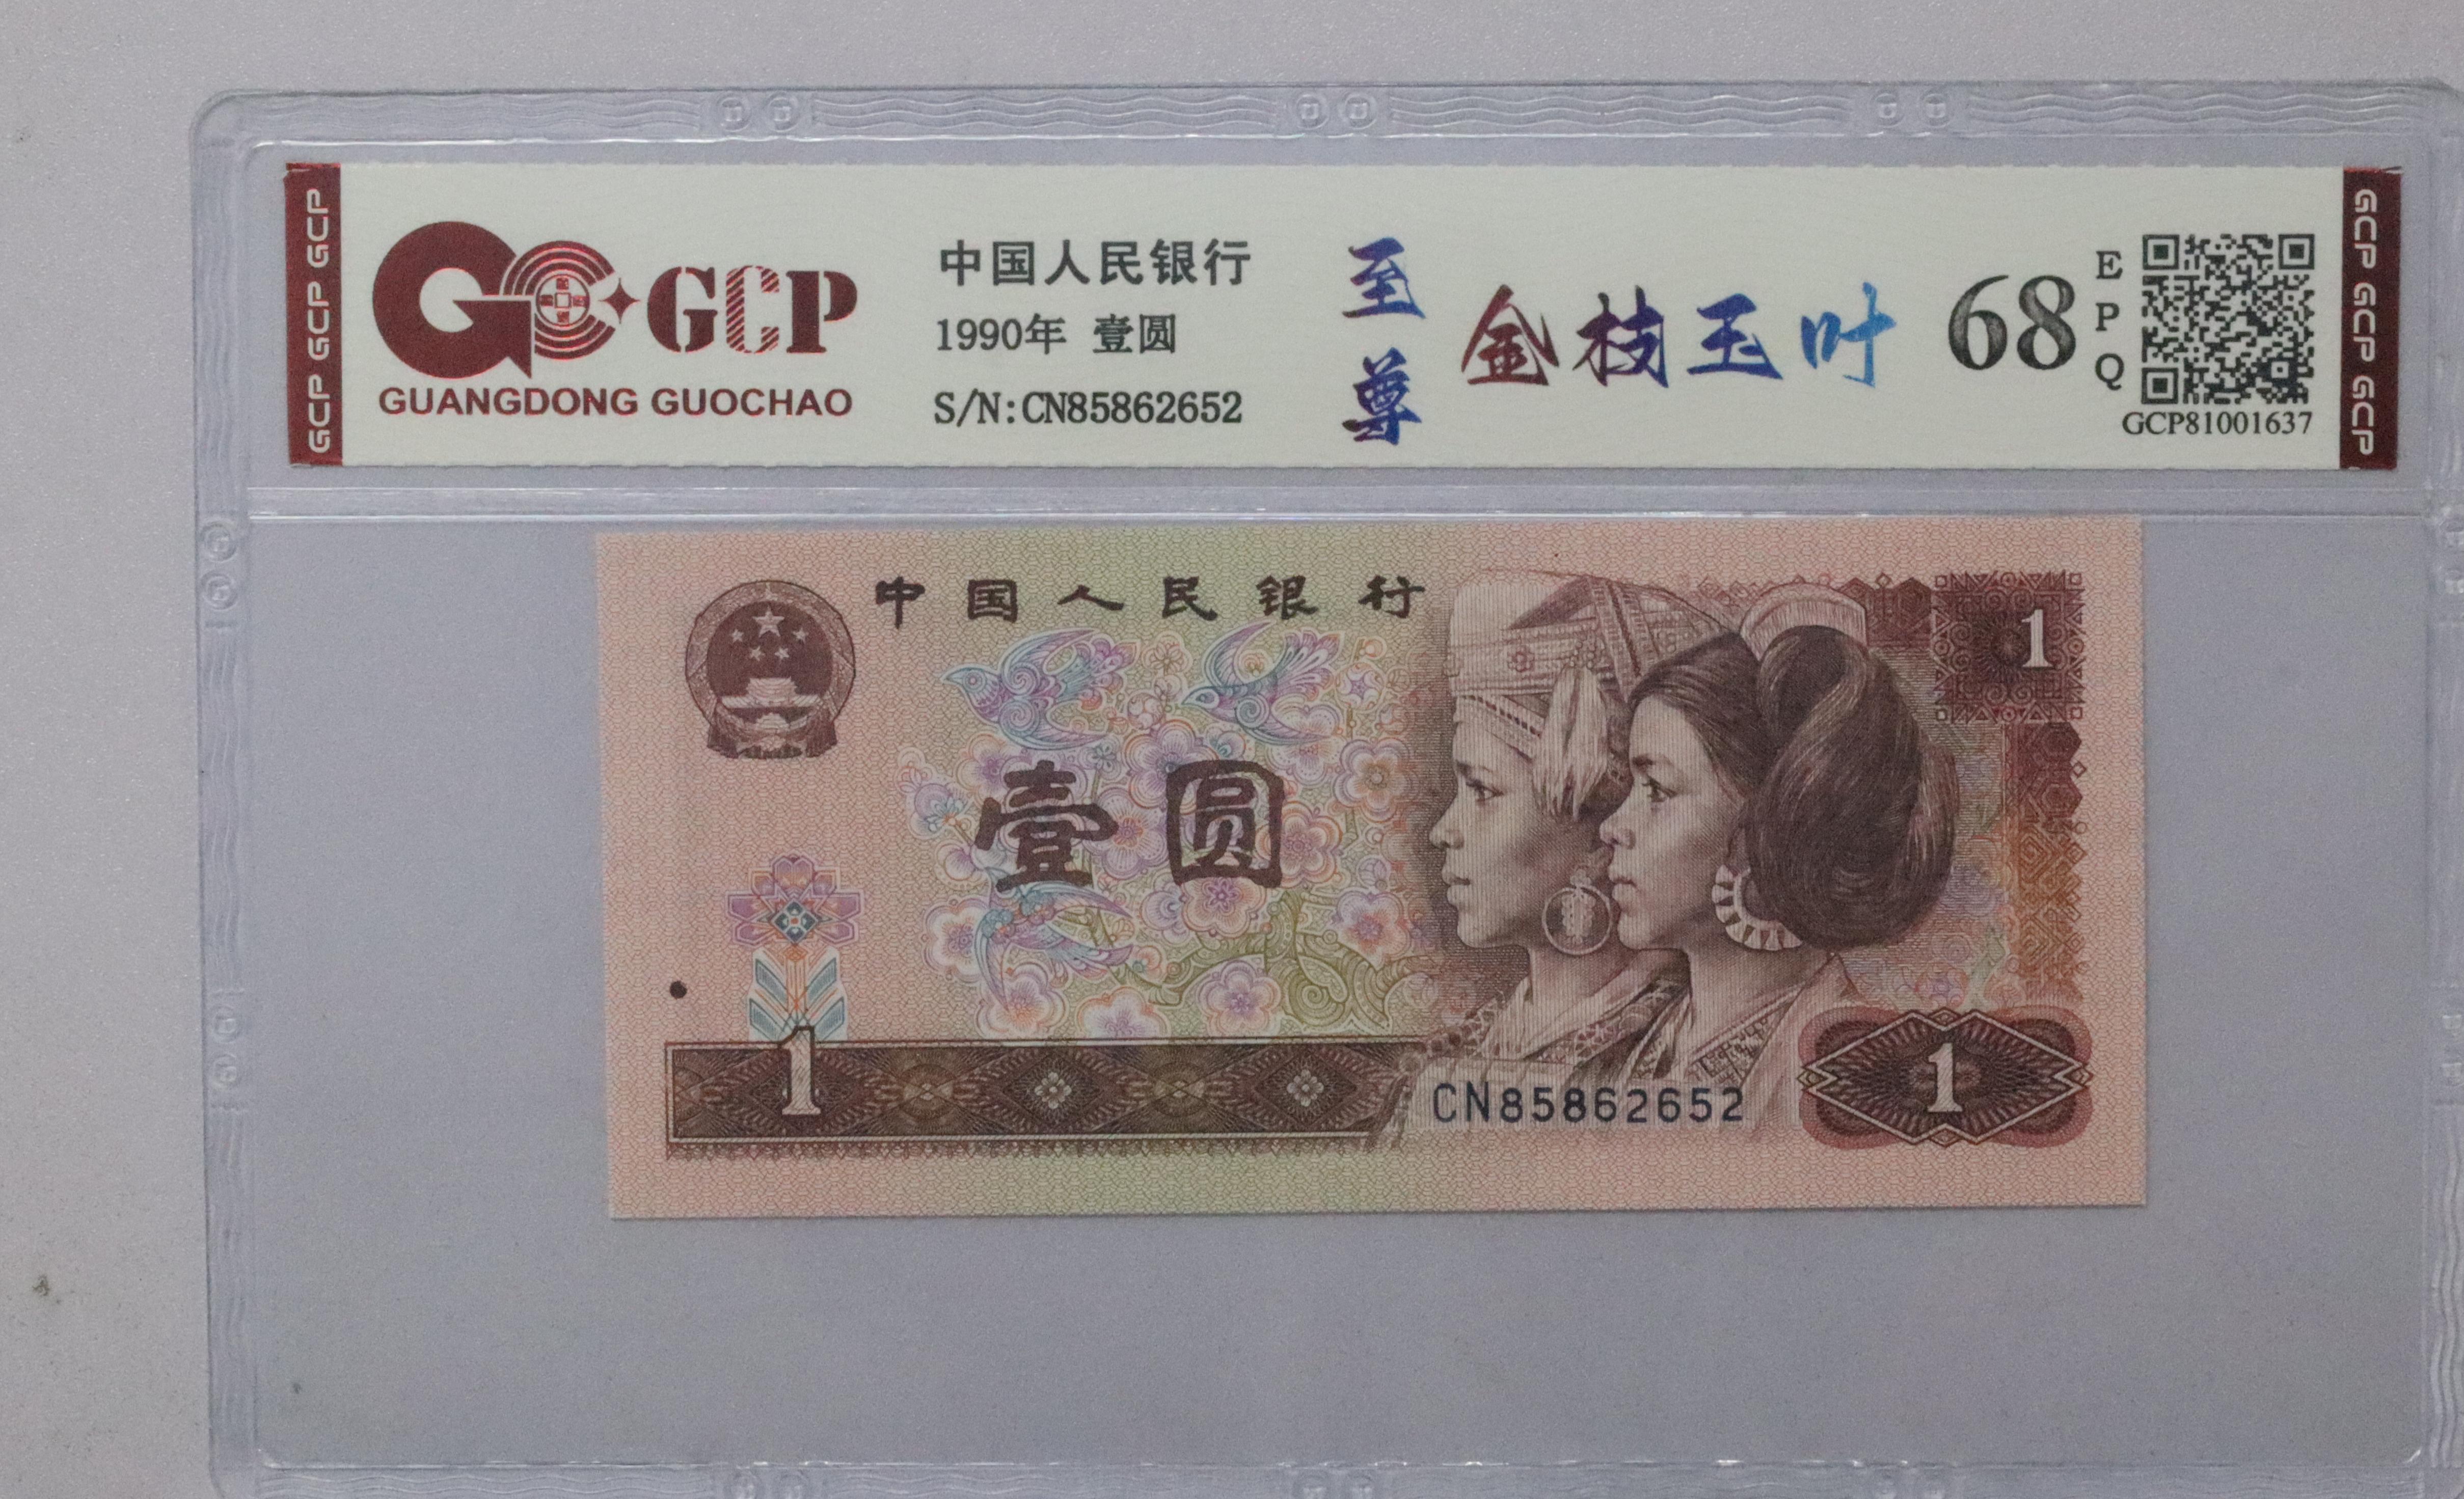 GCP GCP GCP
GCP
GUANGDONG GUOCHAO
中国人民银行
1990年 壹圆
S/N:CN85862652
至尊
金枝玉叶
68
EPQ
GCP81001637
GCP GCP GCP
中国人民银行
1
壹圆
1
CN85862652
1